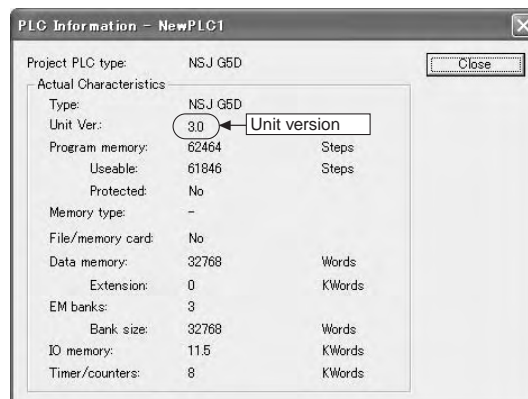 PLC Information - NewPLC1
Project PLC type: NSJ G5D Close
Actual Characteristics
Type: NSJ G5D
Unit Ver.: 3.0 Unit version
Program memory: 62464 Steps
Useable: 61846 Steps
Protected: No
Memory type: -
File/memory card: No
Data memory: 32768 Words
Extension: 0 KWords
EM banks: 3
Bank size: 32768 Words
IO memory: 11.5 KWords
Timer/counters: 8 KWords